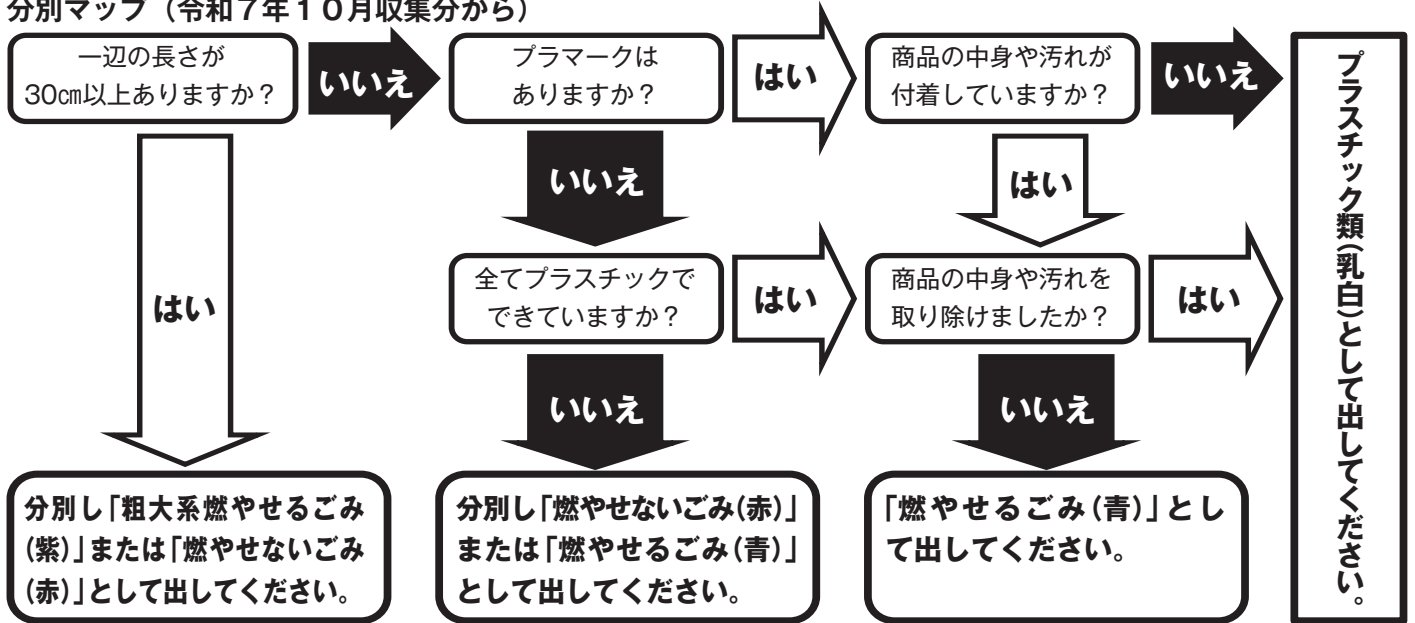 分別マップ（令和７年１０月収集分から）
一辺の長さが
30㎝以上ありますか？
いいえ
プラマークは
ありますか？
はい
商品の中身や汚れが
付着していますか？
いいえ
プラスチック類(乳白)として出してください。
はい
いいえ
はい
全てプラスチックで
できていますか？
はい
商品の中身や汚れを
取り除けましたか？
はい
いいえ
いいえ
分別し「粗大系燃やせるごみ
(紫)」または「燃やせないごみ
(赤)」として出してください。
分別し「燃やせないごみ(赤)」
または「燃やせるごみ(青)」
として出してください。
「燃やせるごみ(青)」とし
て出してください。